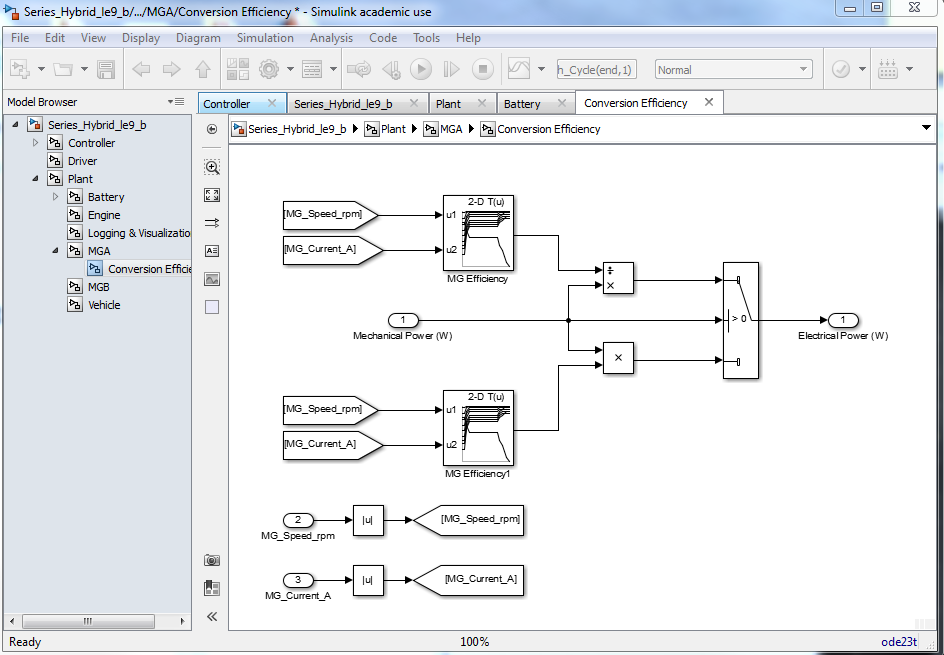 Series_Hybrid_le9_b/.../MGA/Conversion Efficiency * - Simulink academic use
File Edit View Display Diagram Simulation Analysis Code Tools Help
h_Cycle(end,1) Normal
Model Browser
Controller Series_Hybrid_le9_b Plant Battery Conversion Efficiency
Series_Hybrid_le9_b Plant MGA Conversion Efficiency
Series_Hybrid_le9_b
Controller
Driver
Plant
Battery
Engine
Logging & Visualizatio
MGA
Conversion Efficie
MGB
Vehicle
[MG_Speed_rpm]
[MG_Current_A]
2-D T(u)
u1
u2
MG Efficiency
÷
×
1
Mechanical Power (W)
> 0
1
Electrical Power (W)
×
[MG_Speed_rpm]
[MG_Current_A]
2-D T(u)
u1
u2
MG Efficiency1
2
MG_Speed_rpm
|u|
[MG_Speed_rpm]
3
MG_Current_A
|u|
[MG_Current_A]
Ready 100% ode23t